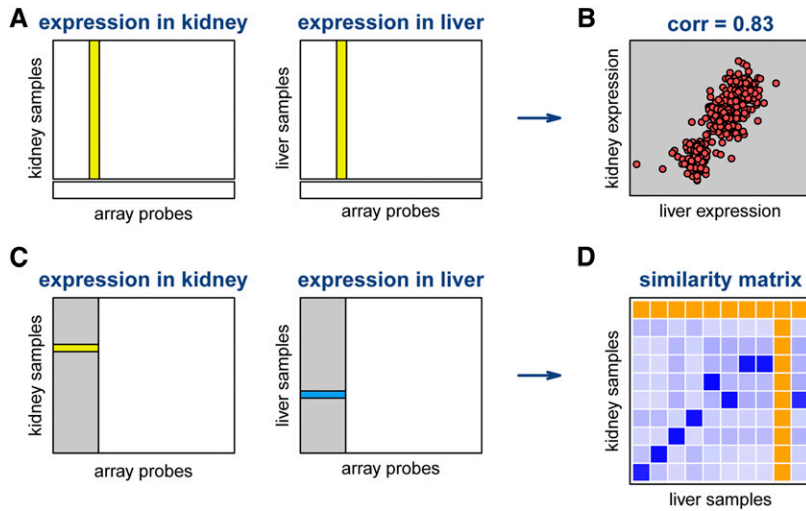 A
expression in kidney
expression in liver
B
corr = 0.83
kidney samples
liver samples
kidney expression
array probes
array probes
liver expression
C
expression in kidney
expression in liver
D
similarity matrix
kidney samples
liver samples
kidney samples
array probes
array probes
liver samples